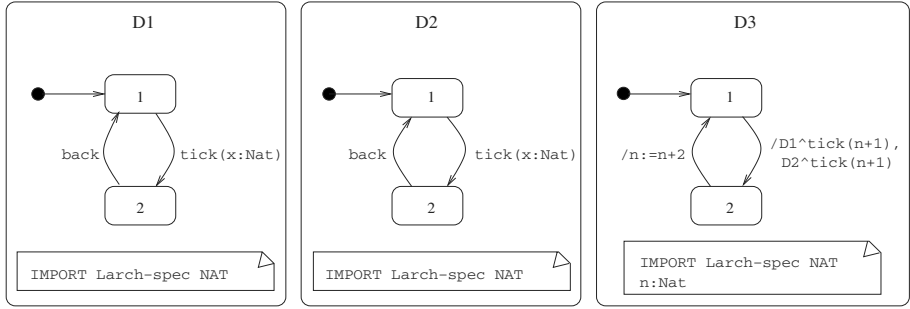 D1
1
back
tick(x:Nat)
2
IMPORT Larch-spec NAT
D2
1
back
tick(x:Nat)
2
IMPORT Larch-spec NAT
D3
1
/n:=n+2
/D1^tick(n+1),
D2^tick(n+1)
2
IMPORT Larch-spec NAT
n:Nat